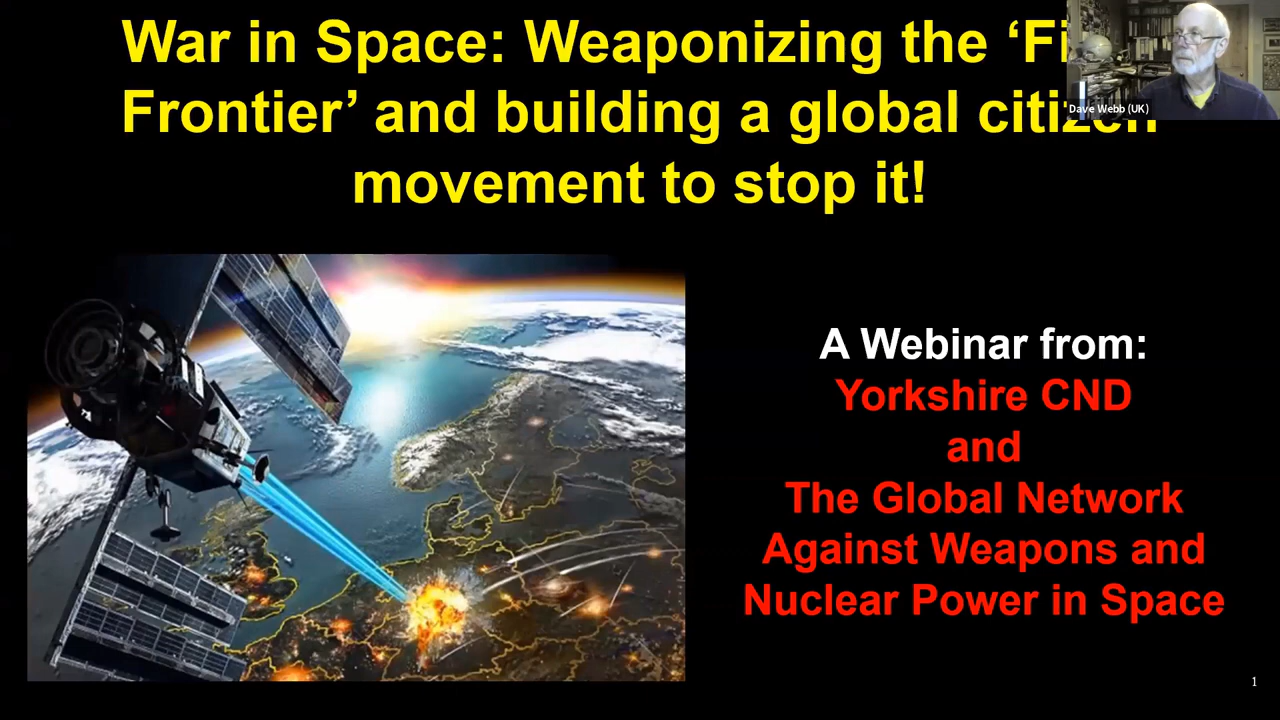 War in Space: Weaponizing the ‘Fi
Frontier’ and building a global citizen
movement to stop it!
Dave Webb (UK)
A Webinar from:
Yorkshire CND
and
The Global Network
Against Weapons and
Nuclear Power in Space
1